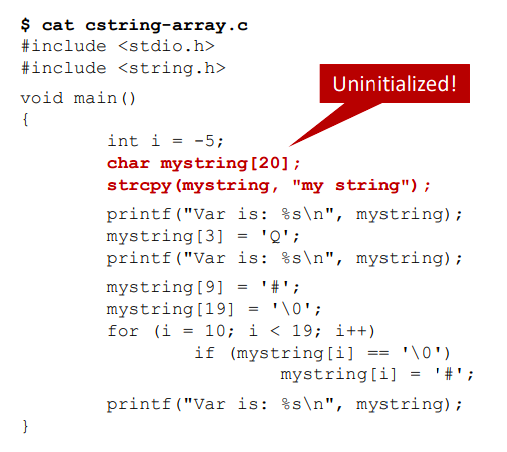 $ cat cstring-array.c
#include <stdio.h>
#include <string.h>
Uninitialized!
void main()
{
int i = -5;
char mystring[20];
strcpy(mystring, "my string");
printf("Var is: %s\n", mystring);
mystring[3] = 'Q';
printf("Var is: %s\n", mystring);
mystring[9] = '#';
mystring[19] = '\0';
for (i = 10; i < 19; i++)
if (mystring[i] == '\0')
mystring[i] = '#';
printf("Var is: %s\n", mystring);
}